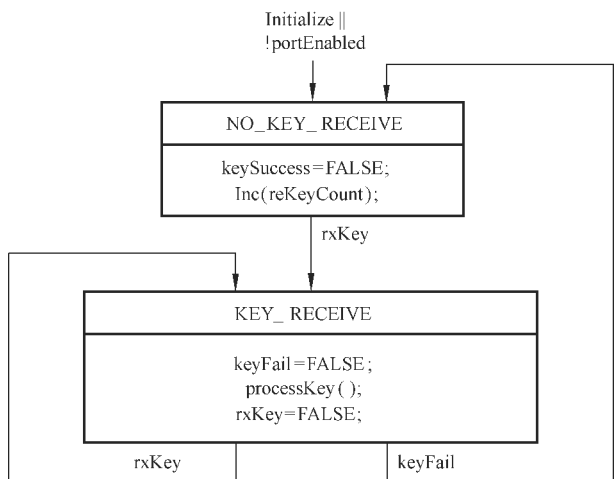 Initialize ||
!portEnabled
NO_KEY_ RECEIVE
keySuccess=FALSE;
Inc(reKeyCount);
rxKey
KEY_ RECEIVE
keyFail=FALSE;
processKey( );
rxKey=FALSE;
rxKey
keyFail